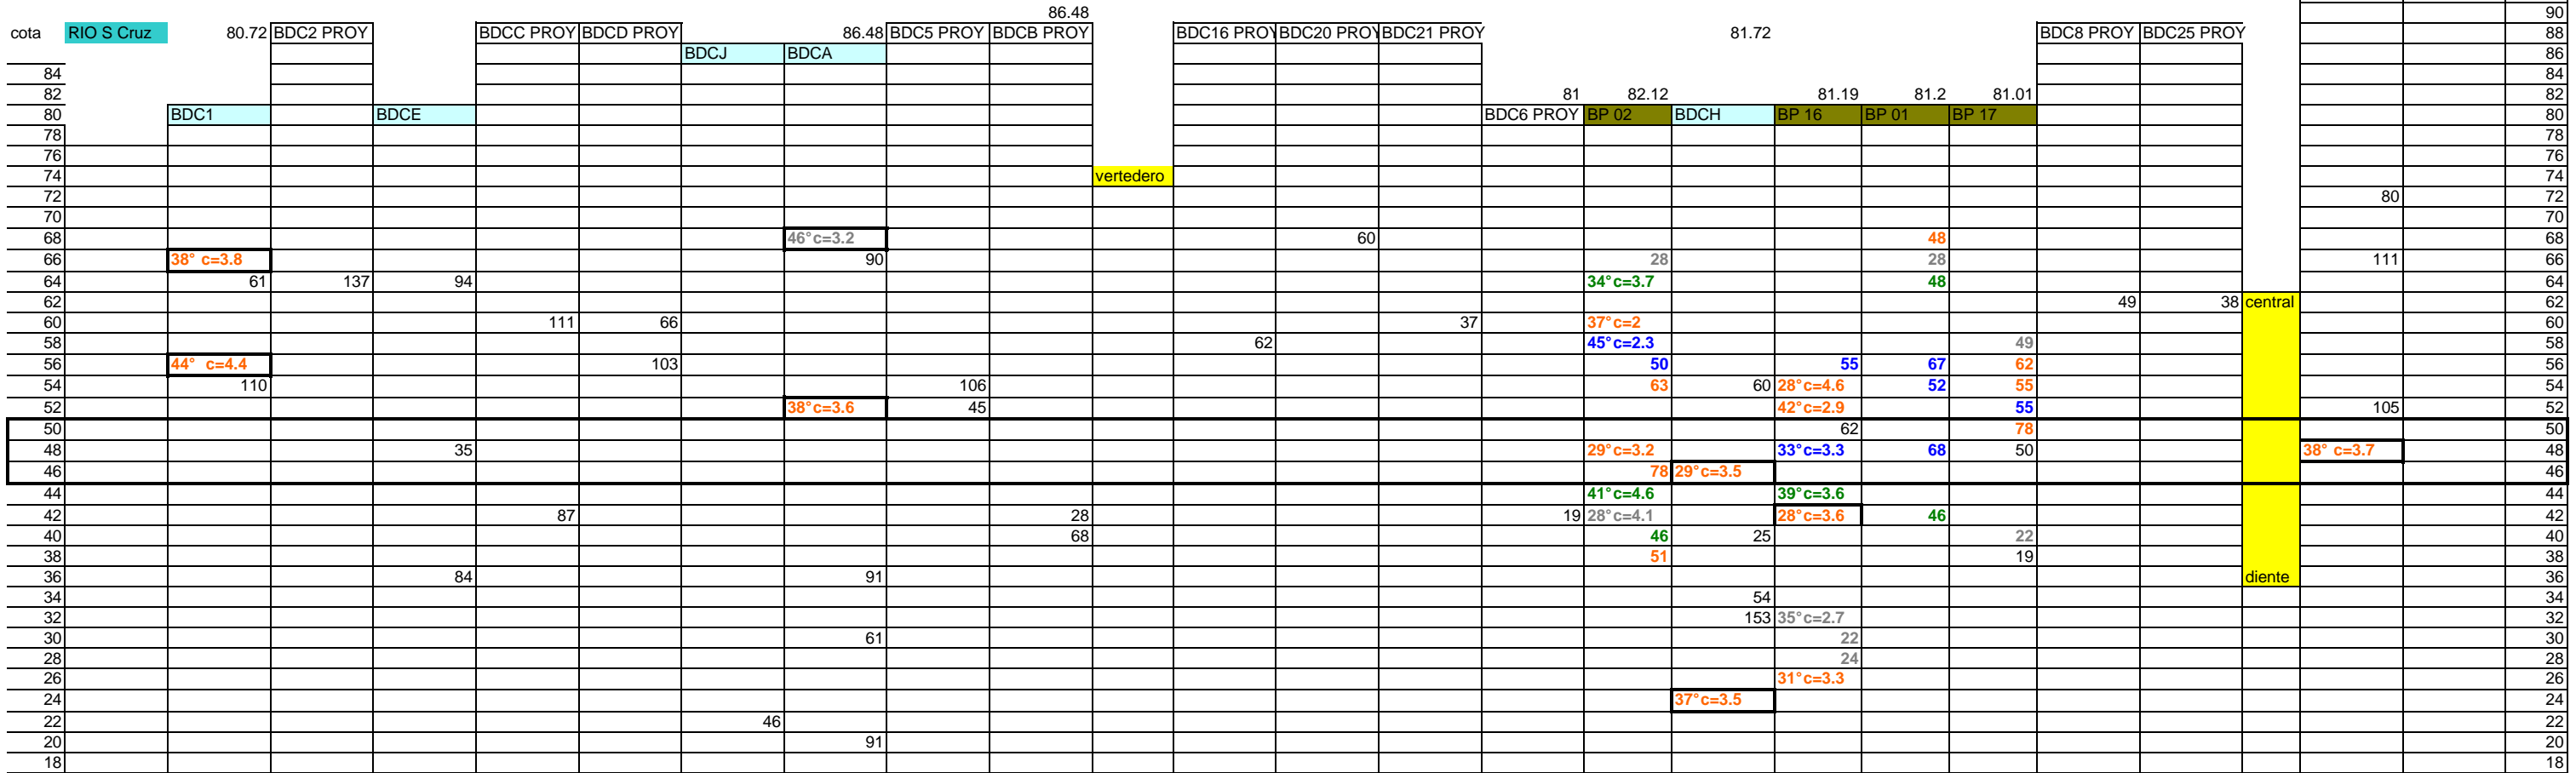 86.48 90
cota RIO S Cruz 80.72 BDC2 PROY BDCC PROY BDCD PROY 86.48 BDC5 PROY BDCB PROY BDC16 PROY BDC20 PROY BDC21 PROY 81.72 BDC8 PROY BDC25 PROY 88
BDCJ BDCA 86
84 84
82 81 82.12 81.19 81.2 81.01 82
80 BDC1 BDCE BDC6 PROY BP 02 BDCH BP 16 BP 01 BP 17 80
78 78
76 76
74 vertedero 74
72 80 72
70 70
68 46°c=3.2 60 48 68
66 38° c=3.8 90 28 28 111 66
64 61 137 94 34°c=3.7 48 64
62 49 38 central 62
60 111 66 37 37°c=2 60
58 62 45°c=2.3 49 58
56 44° c=4.4 103 50 55 67 62 56
54 110 106 63 60 28°c=4.6 52 55 54
52 38°c=3.6 45 42°c=2.9 55 105 52
50 62 78 50
48 35 29°c=3.2 33°c=3.3 68 50 38° c=3.7 48
46 78 29°c=3.5 46
44 41°c=4.6 39°c=3.6 44
42 87 28 19 28°c=4.1 28°c=3.6 46 42
40 68 46 25 22 40
38 51 19 38
36 84 91 diente 36
34 54 34
32 153 35°c=2.7 32
30 61 22 30
28 24 28
26 31°c=3.3 26
24 37°c=3.5 24
22 46 22
20 91 20
18 18